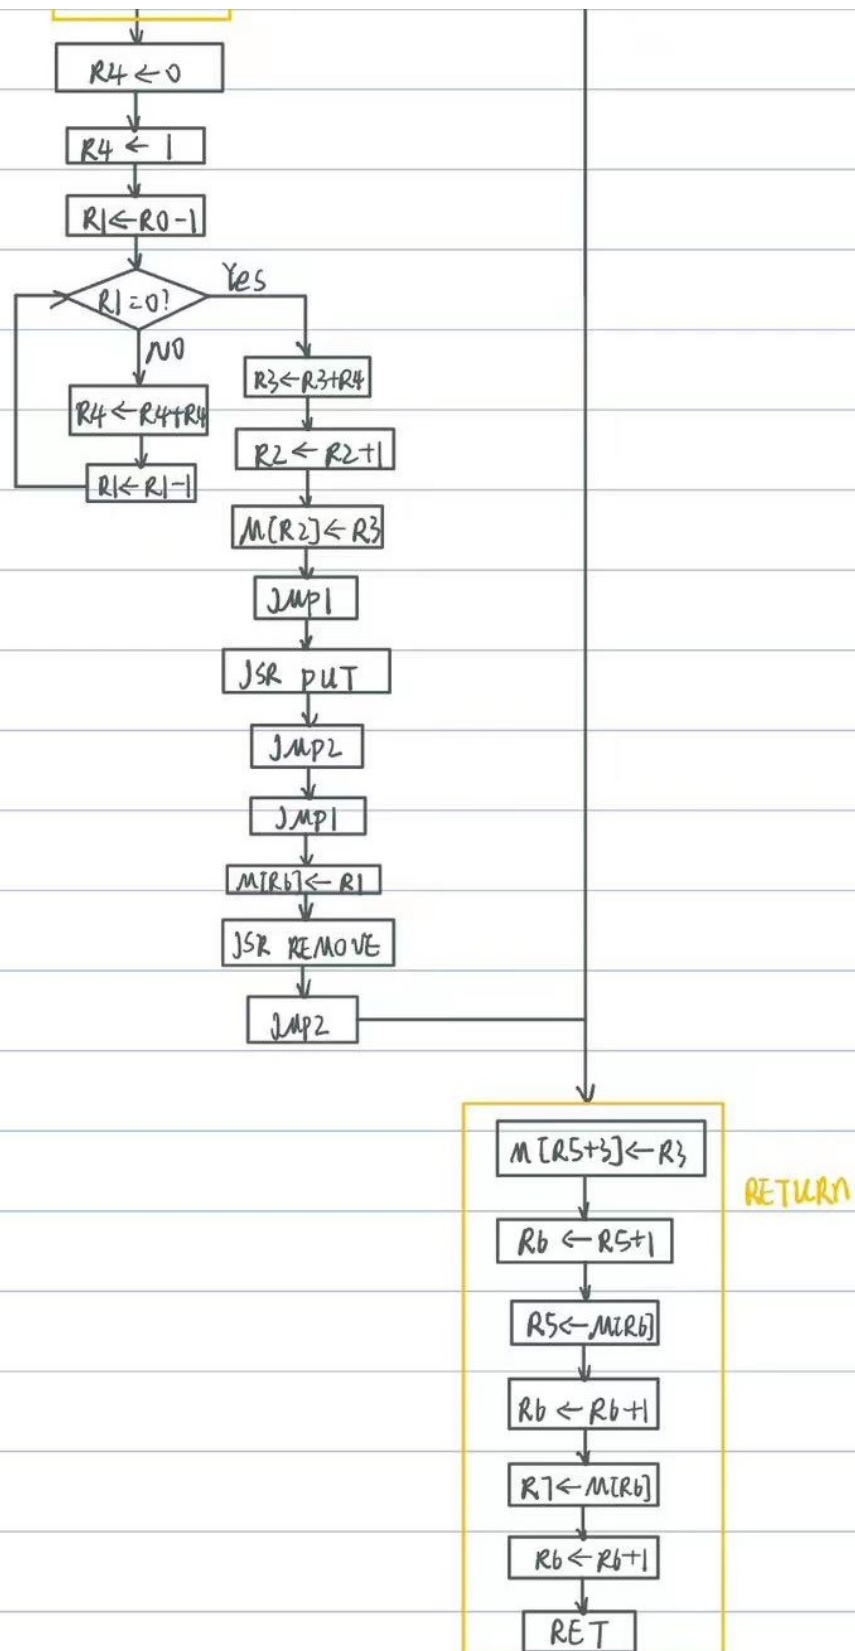 R4 ← 0
R4 ← 1
R1 ← R0-1
R1=0?
Yes
NO
R3 ← R3+R4
R4 ← R4+R4
R2 ← R2+1
R1 ← R1-1
M[R2] ← R3
JMP1
JSR PUT
JMP2
JMP1
M[R6] ← R1
JSR REMOVE
JMP2
M[R5+3] ← R3
RETURN
R6 ← R5+1
R5 ← M[R6]
R6 ← R6+1
R7 ← M[R6]
R6 ← R6+1
RET